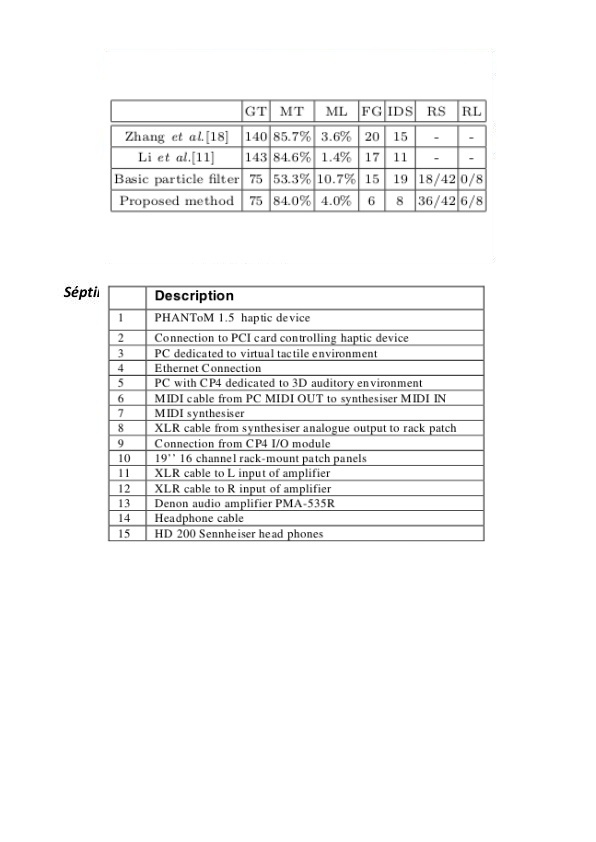 GT MT ML FG IDS RS RL
Zhang et al.[18] 140 85.7% 3.6% 20 15 - -
Li et al.[11] 143 84.6% 1.4% 17 11 - -
Basic particle filter 75 53.3% 10.7% 15 19 18/42 0/8
Proposed method 75 84.0% 4.0% 6 8 36/42 6/8
Description
1 PHANToM 1.5 haptic device
2 Connection to PCI card controlling haptic device
3 PC dedicated to virtual tactile environment
4 Ethernet Connection
5 PC with CP4 dedicated to 3D auditory environment
6 MIDI cable from PC MIDI OUT to synthesiser MIDI IN
7 MIDI synthesiser
8 XLR cable from synthesiser analogue output to rack patch
9 Connection from CP4 I/O module
10 19’’ 16 channel rack-mount patch panels
11 XLR cable to L input of amplifier
12 XLR cable to R input of amplifier
13 Denon audio amplifier PMA-535R
14 Headphone cable
15 HD 200 Sennheiser head phones